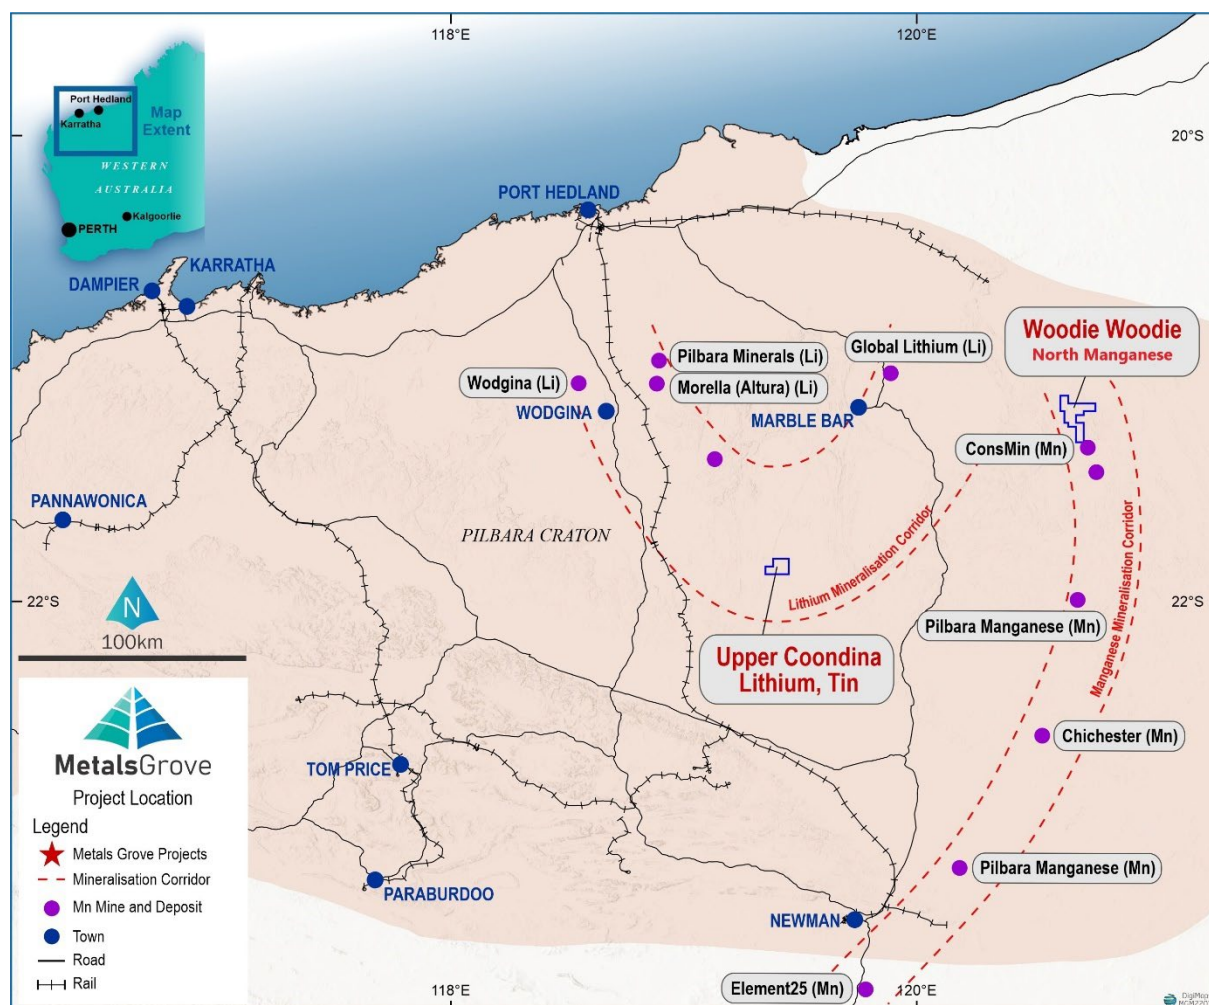 118°E
120°E
Port Hedland
Karratha
Map
Extent
WESTERN
AUSTRALIA
Kalgoorlie
PERTH
20°S
PORT HEDLAND
KARRATHA
DAMPIER
Woodie Woodie
North Manganese
Global Lithium (Li)
Pilbara Minerals (Li)
Wodgina (Li)
Morella (Altura) (Li)
WODGINA
MARBLE BAR
ConsMin (Mn)
PANNAWONICA
PILBARA CRATON
Lithium Mineralisation Corridor
Manganese Mineralisation Corridor
22°S
22°S
N
100km
Pilbara Manganese (Mn)
Upper Coondina
Lithium, Tin
Chichester (Mn)
MetalsGrove
Project Location
TOM PRICE
Legend
Metals Grove Projects
Mineralisation Corridor
Mn Mine and Deposit
Town
Road
Rail
Pilbara Manganese (Mn)
PARABURDOO
NEWMAN
Element25 (Mn)
118°E
120°E